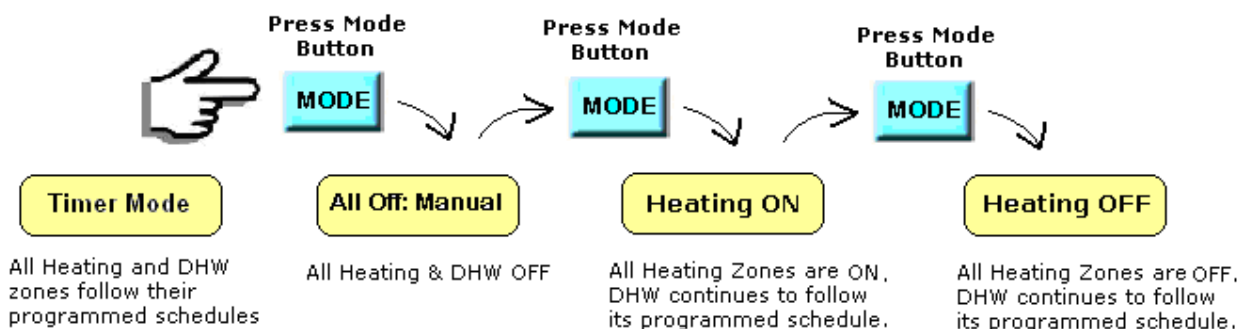 Press Mode
Button
MODE
Press Mode
Button
MODE
Press Mode
Button
MODE
Timer Mode
All Off: Manual
Heating ON
Heating OFF
All Heating and DHW
zones follow their
programmed schedules
All Heating & DHW OFF
All Heating Zones are ON,
DHW continues to follow
its programmed schedule.
All Heating Zones are OFF.
DHW continues to follow
its programmed schedule.